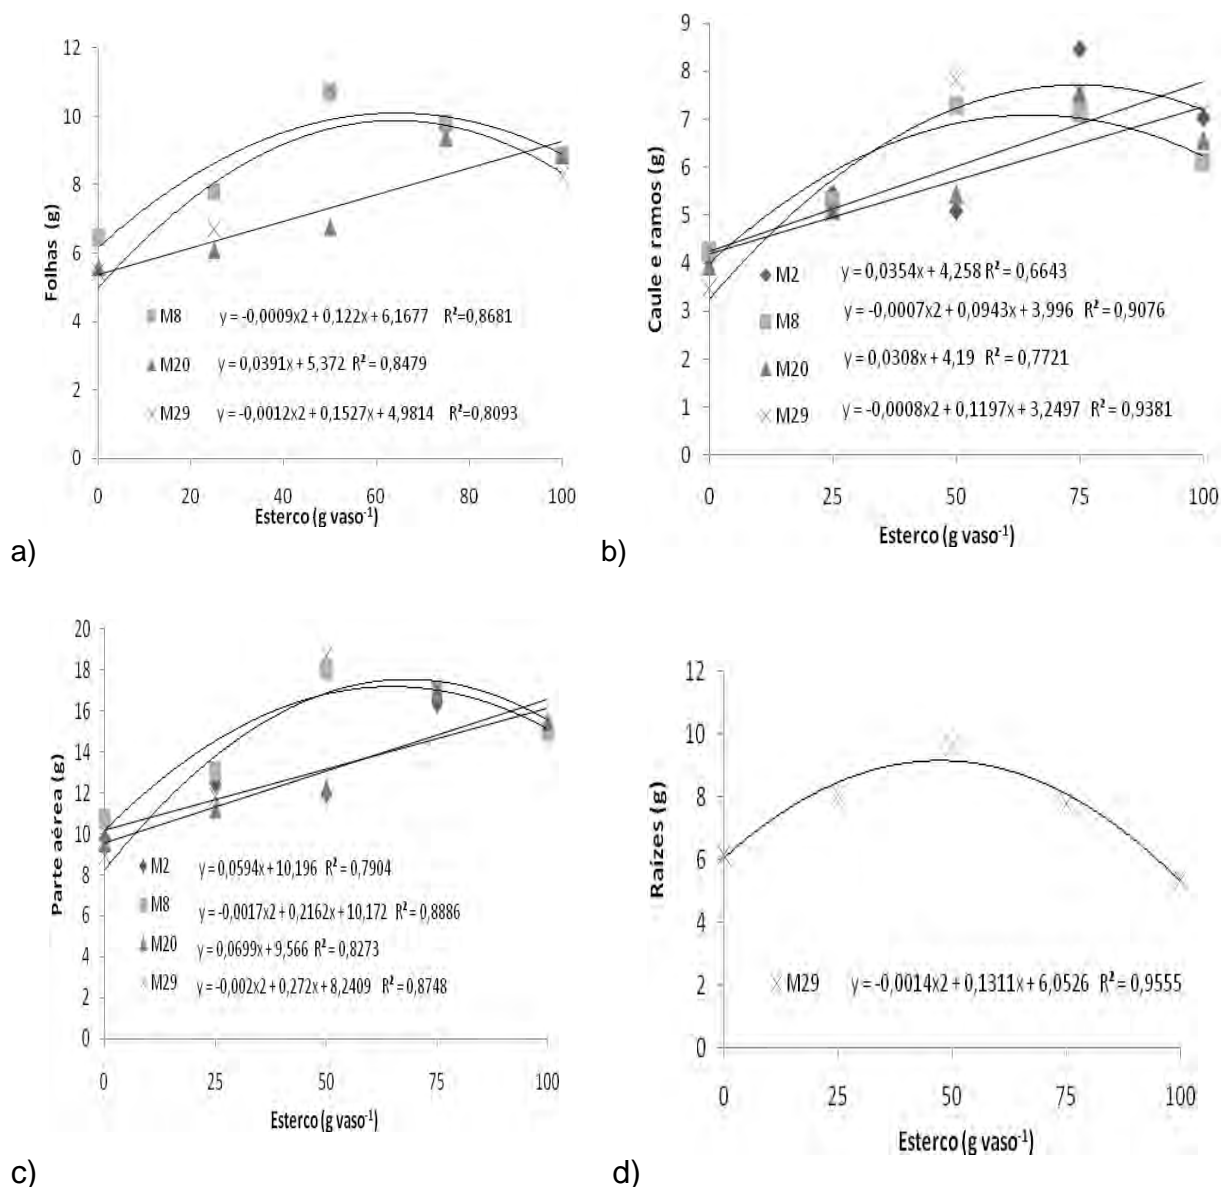 12
10
8
6
4
2
0
Folhas (g)
M8 y = -0,0009x2 + 0,122x + 6,1677 R²=0,8681
M20 y = 0,0391x + 5,372 R² = 0,8479
M29 y = -0,0012x2 + 0,1527x + 4,9814 R²=0,8093
0 20 40 60 80 100
Esterco (g vaso-1)
a)
9
8
7
6
5
4
3
2
1
0
Caule e ramos (g)
M2 y = 0,0354x + 4,258 R² = 0,6643
M8 y = -0,0007x2 + 0,0943x + 3,996 R² = 0,9076
M20 y = 0,0308x + 4,19 R² = 0,7721
M29 y = -0,0008x2 + 0,1197x + 3,2497 R² = 0,9381
0 25 50 75 100
Esterco (g vaso-1)
b)
20
18
16
14
12
10
8
6
4
2
0
Parte aérea (g)
M2 y = 0,0594x + 10,196 R² = 0,7904
M8 y = -0,0017x2 + 0,2162x + 10,172 R² = 0,8886
M20 y = 0,0699x + 9,566 R² = 0,8273
M29 y = -0,002x2 + 0,272x + 8,2409 R² = 0,8748
0 25 50 75 100
Esterco (g vaso-1)
c)
12
10
8
6
4
2
0
Raízes (g)
M29 y = -0,0014x2 + 0,1311x + 6,0526 R² = 0,9555
0 25 50 75 100
Esterco (g vaso-1)
d)